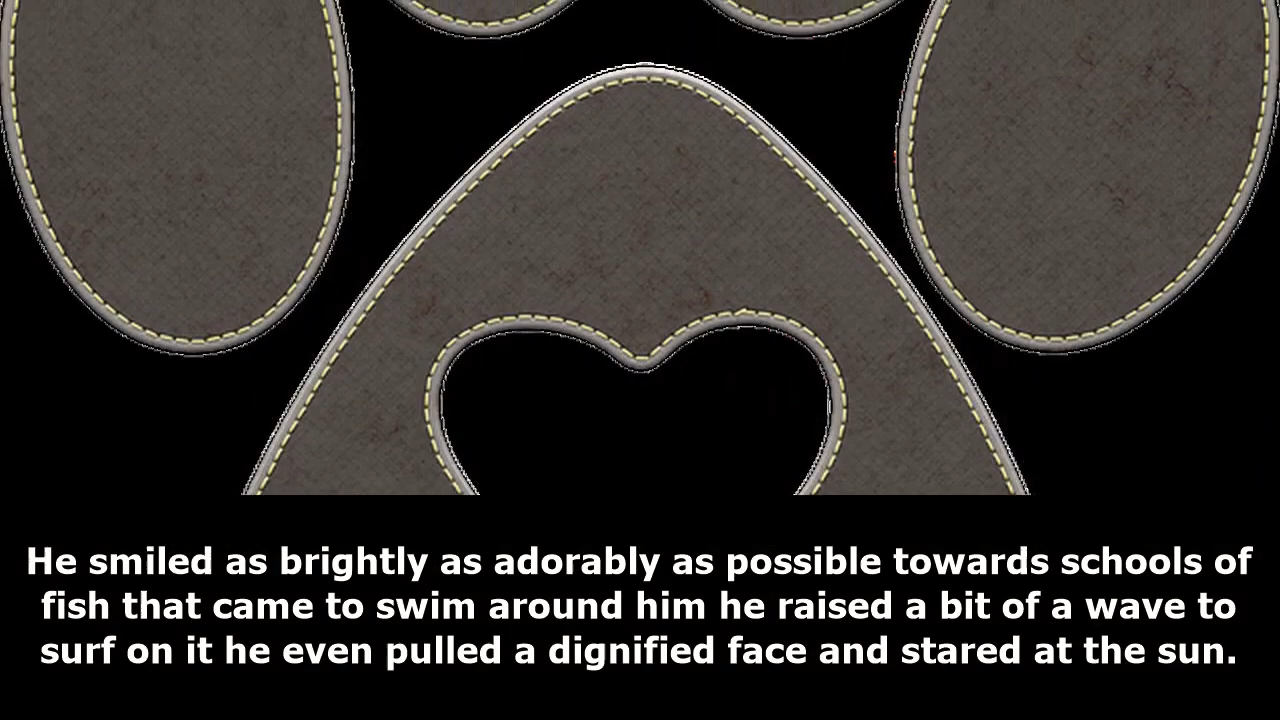 He smiled as brightly as adorably as possible towards schools of
fish that came to swim around him he raised a bit of a wave to
surf on it he even pulled a dignified face and stared at the sun.